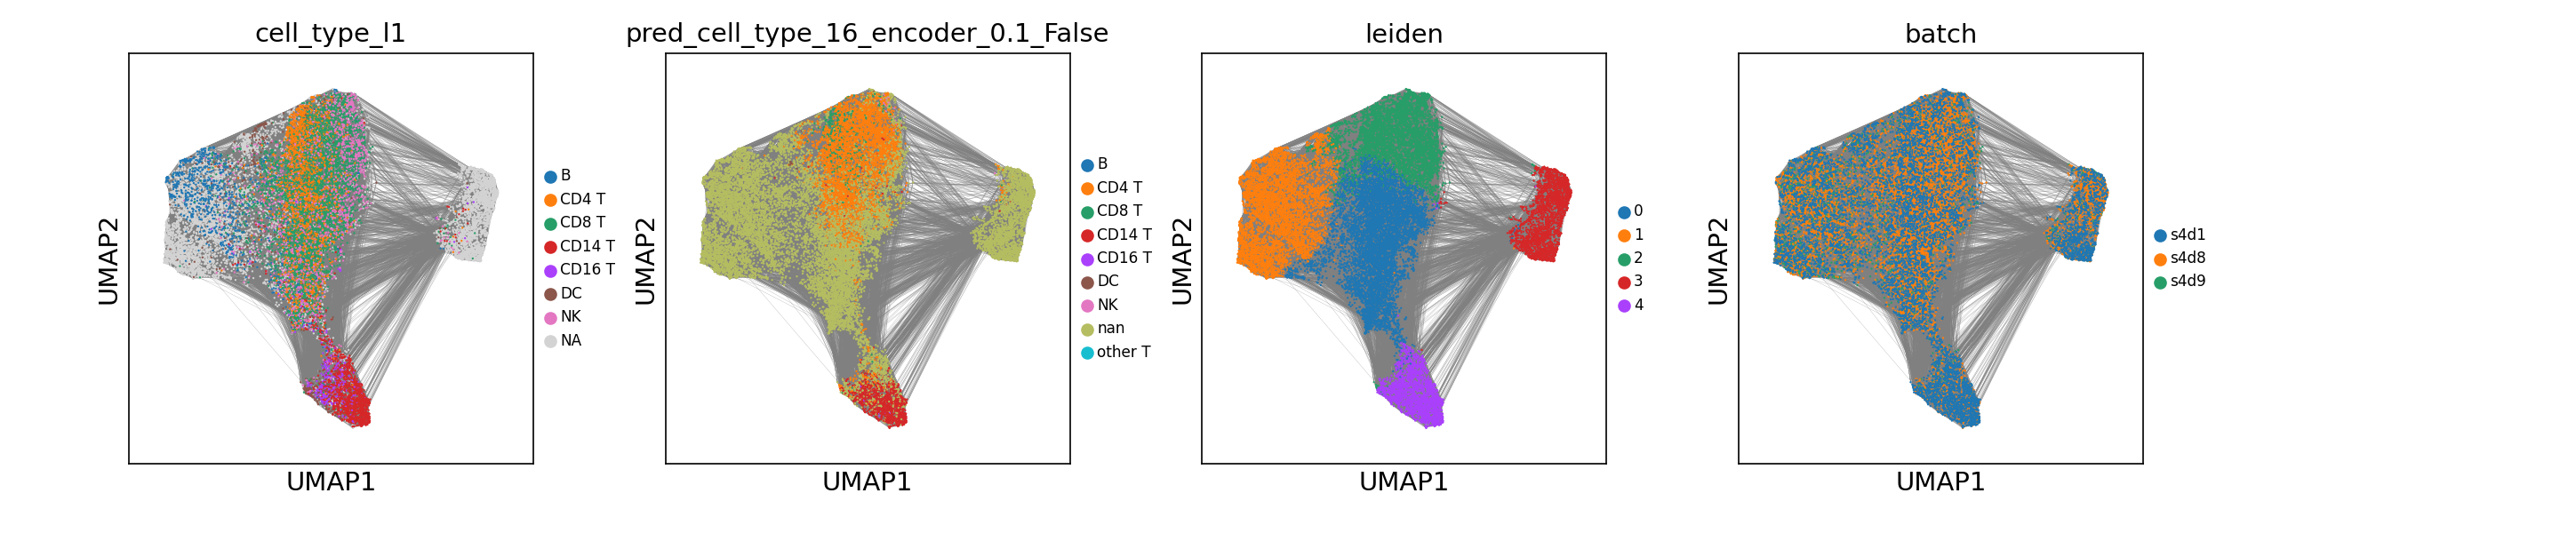 cell_type_l1
UMAP2
UMAP1
B
CD4 T
CD8 T
CD14 T
CD16 T
DC
NK
NA
pred_cell_type_16_encoder_0.1_False
UMAP2
UMAP1
B
CD4 T
CD8 T
CD14 T
CD16 T
DC
NK
nan
other T
leiden
UMAP2
UMAP1
0
1
2
3
4
batch
UMAP2
UMAP1
s4d1
s4d8
s4d9